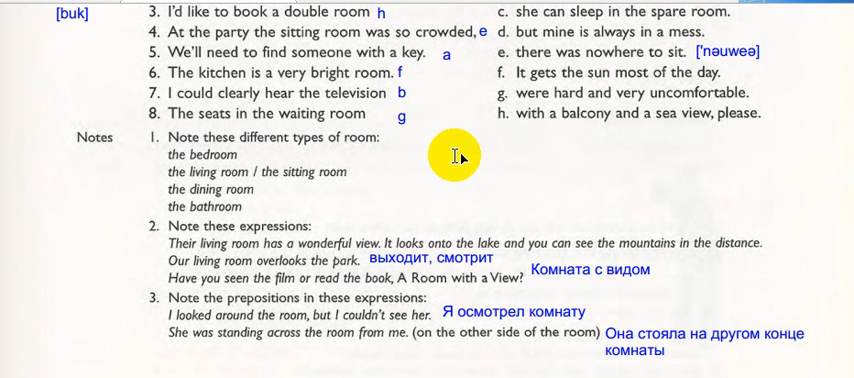 [buk] 3. I'd like to book a double room h c. she can sleep in the spare room.
4. At the party the sitting room was so crowded, e d. but mine is always in a mess.
5. We'll need to find someone with a key. a e. there was nowhere to sit. ['nəuweə]
6. The kitchen is a very bright room. f f. It gets the sun most of the day.
7. I could clearly hear the television b g. were hard and very uncomfortable.
8. The seats in the waiting room g h. with a balcony and a sea view, please.
Notes 1. Note these different types of room:
the bedroom
the living room / the sitting room
the dining room
the bathroom
2. Note these expressions:
Their living room has a wonderful view. It looks onto the lake and you can see the mountains in the distance.
Our living room overlooks the park. выходит, смотрит
Have you seen the film or read the book, A Room with a View? Комната с видом
3. Note the prepositions in these expressions:
I looked around the room, but I couldn't see her. Я осмотрел комнату
She was standing across the room from me. (on the other side of the room) Она стояла на другом конце
комнаты